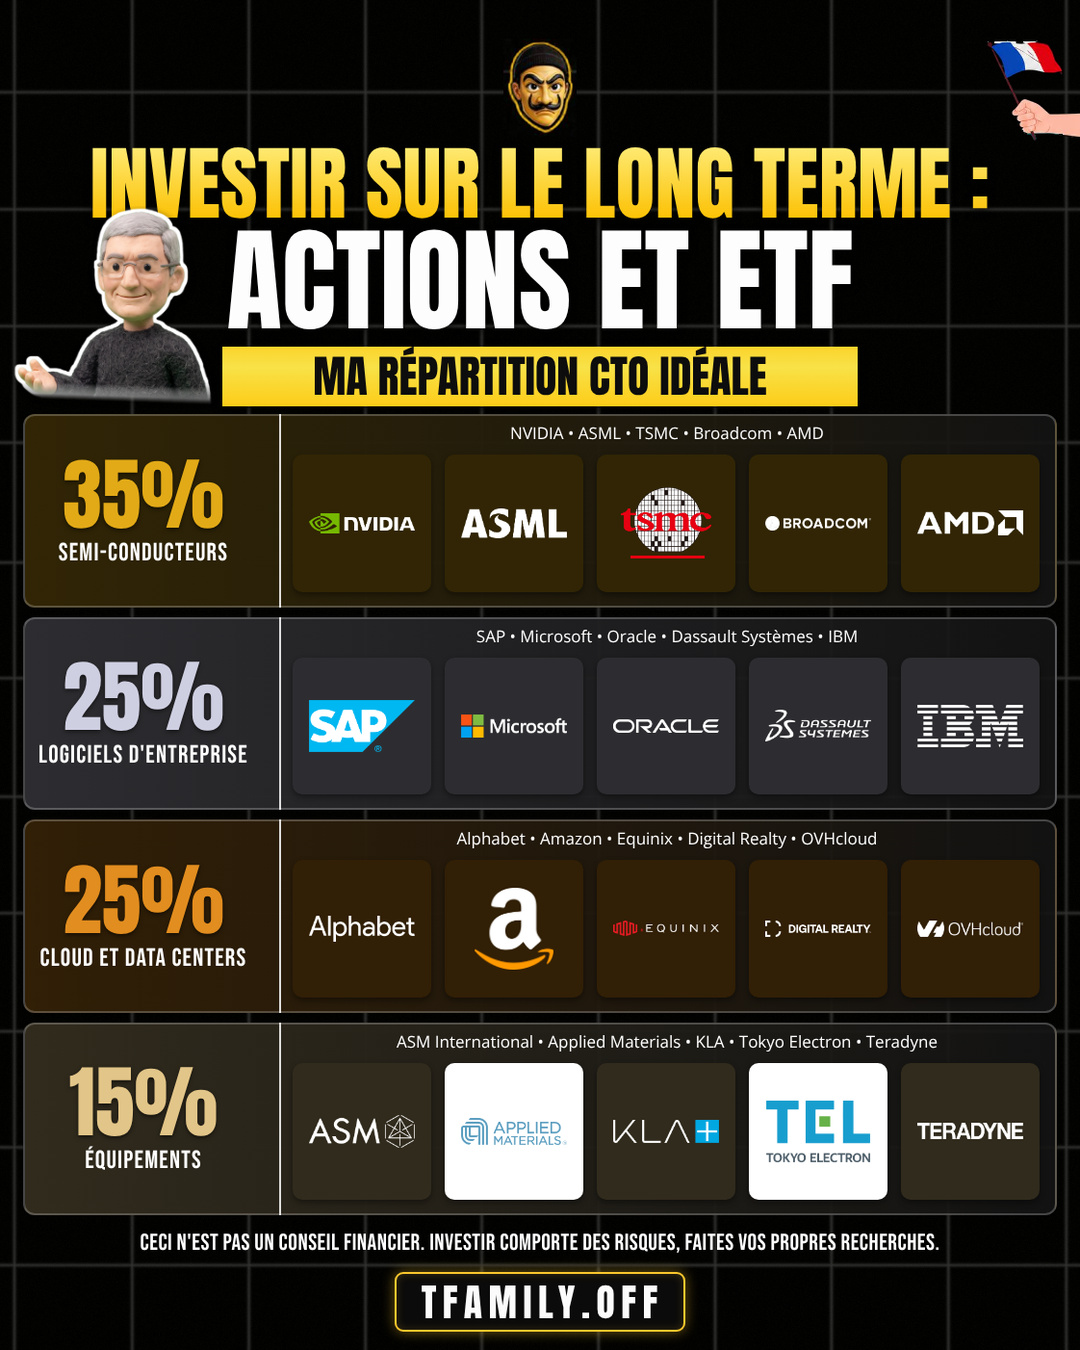 INVESTIR SUR LE LONG TERME :
ACTIONS ET ETF
MA RÉPARTITION CTO IDÉALE
35%
SEMI-CONDUCTEURS
NVIDIA • ASML • TSMC • Broadcom • AMD
NVIDIA
ASML
tsmc
BROADCOM
AMD
25%
LOGICIELS D'ENTREPRISE
SAP • Microsoft • Oracle • Dassault Systèmes • IBM
SAP
Microsoft
ORACLE
DASSAULT
SYSTEMES
IBM
25%
CLOUD ET DATA CENTERS
Alphabet • Amazon • Equinix • Digital Realty • OVHcloud
Alphabet
a
EQUINIX
DIGITAL REALTY
OVHcloud
15%
ÉQUIPEMENTS
ASM International • Applied Materials • KLA • Tokyo Electron • Teradyne
ASM
APPLIED
MATERIALS
KLA
TEL
TOKYO ELECTRON
TERADYNE
CECI N'EST PAS UN CONSEIL FINANCIER. INVESTIR COMPORTE DES RISQUES, FAITES VOS PROPRES RECHERCHES.
TFAMILY.OFF